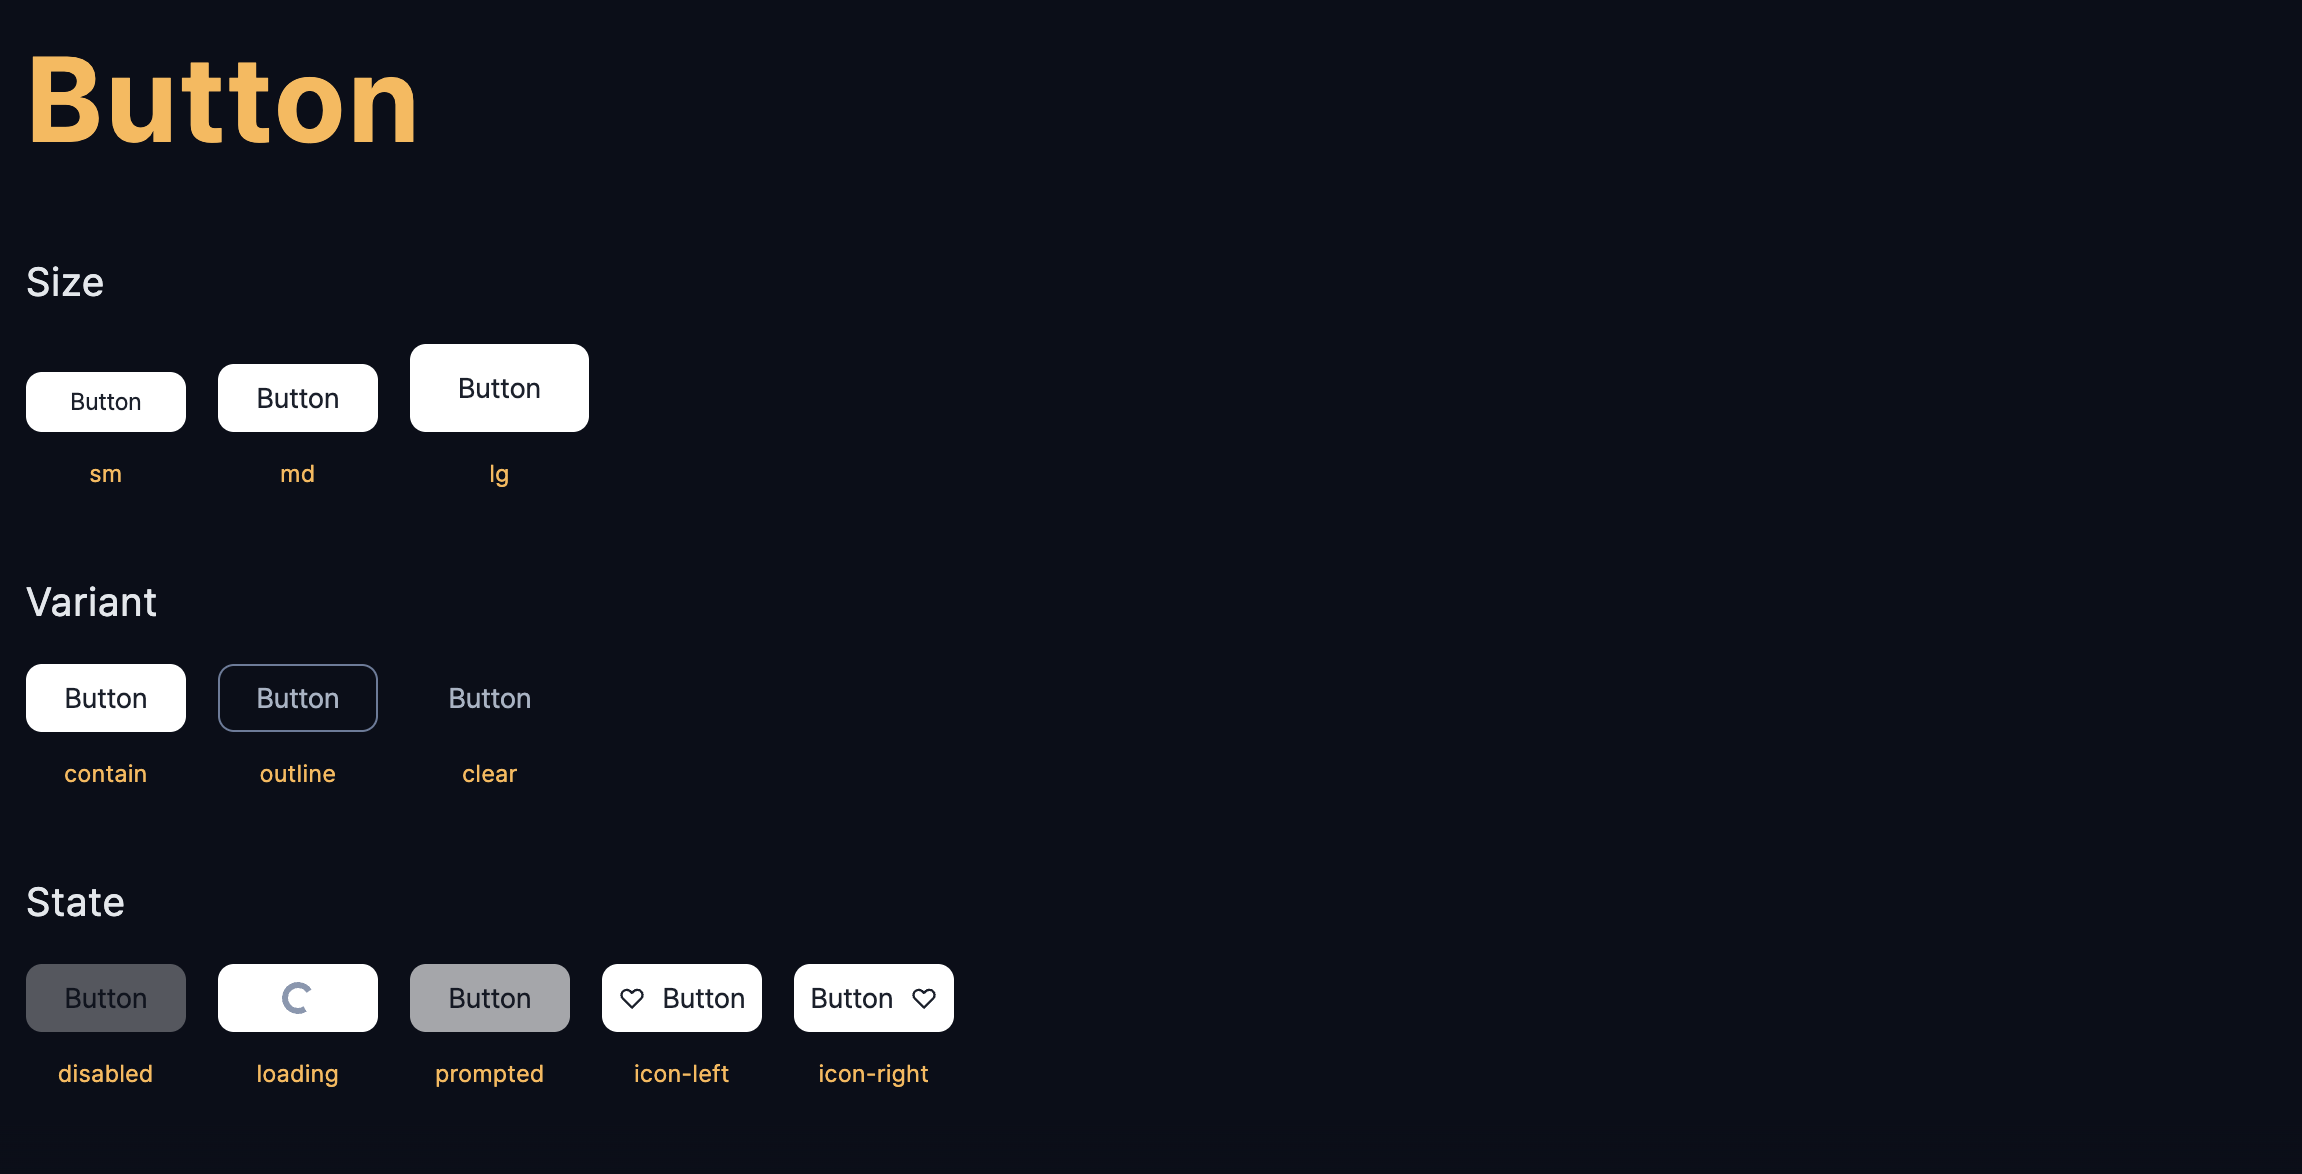 Button
Size
Button Button Button
sm md lg
Variant
Button Button Button
contain outline clear
State
Button Button Button Button
disabled loading prompted icon-left icon-right